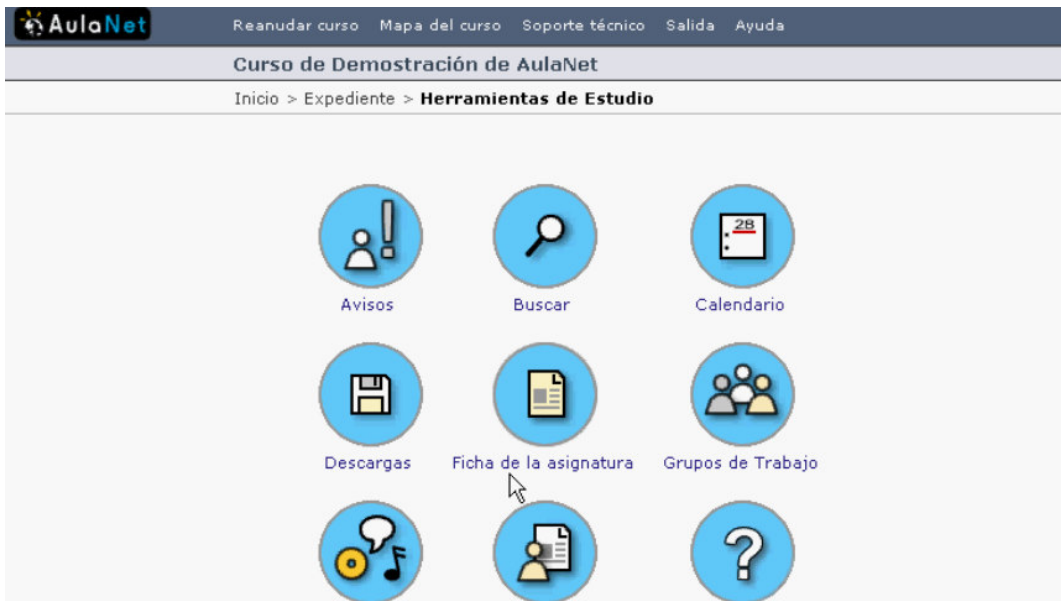 AulaNet
Reanudar curso Mapa del curso Soporte técnico Salida Ayuda
Curso de Demostración de AulaNet
Inicio > Expediente > Herramientas de Estudio
28
Avisos Buscar Calendario
Descargas Ficha de la asignatura Grupos de Trabajo
?